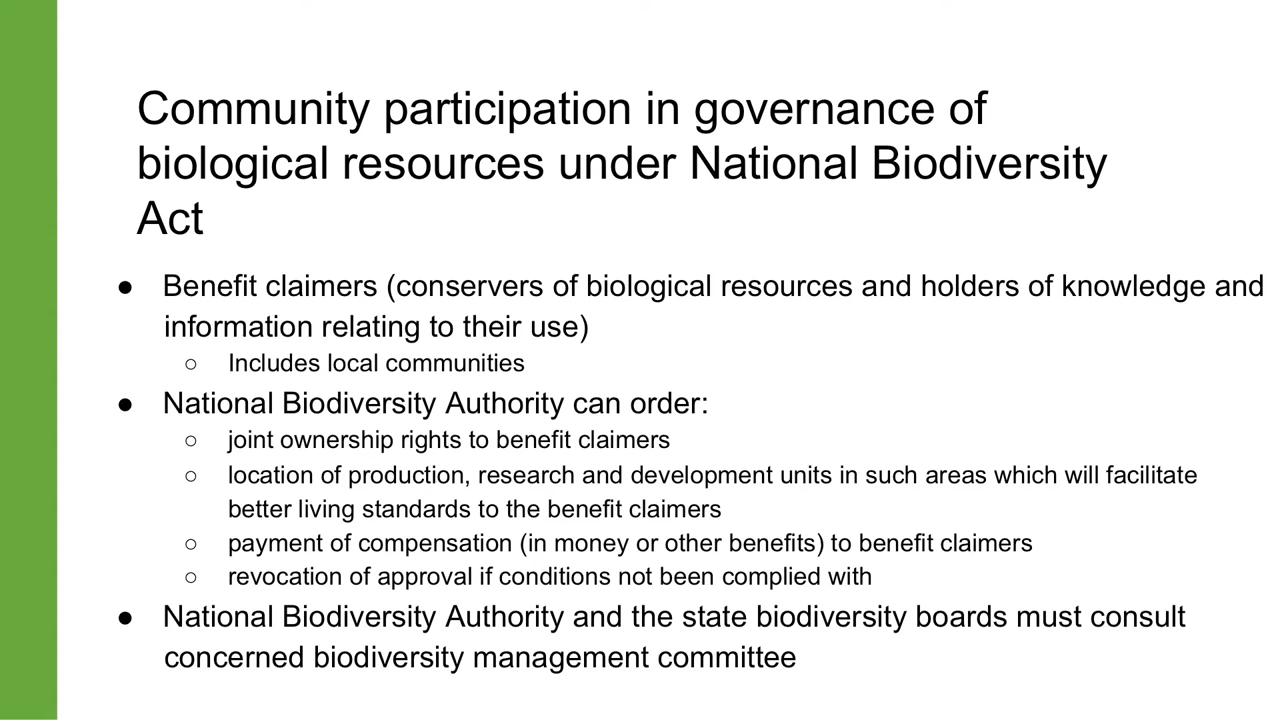 Community participation in governance of
biological resources under National Biodiversity
Act
● Benefit claimers (conservers of biological resources and holders of knowledge and
information relating to their use)
○ Includes local communities
● National Biodiversity Authority can order:
○ joint ownership rights to benefit claimers
○ location of production, research and development units in such areas which will facilitate
better living standards to the benefit claimers
○ payment of compensation (in money or other benefits) to benefit claimers
○ revocation of approval if conditions not been complied with
● National Biodiversity Authority and the state biodiversity boards must consult
concerned biodiversity management committee